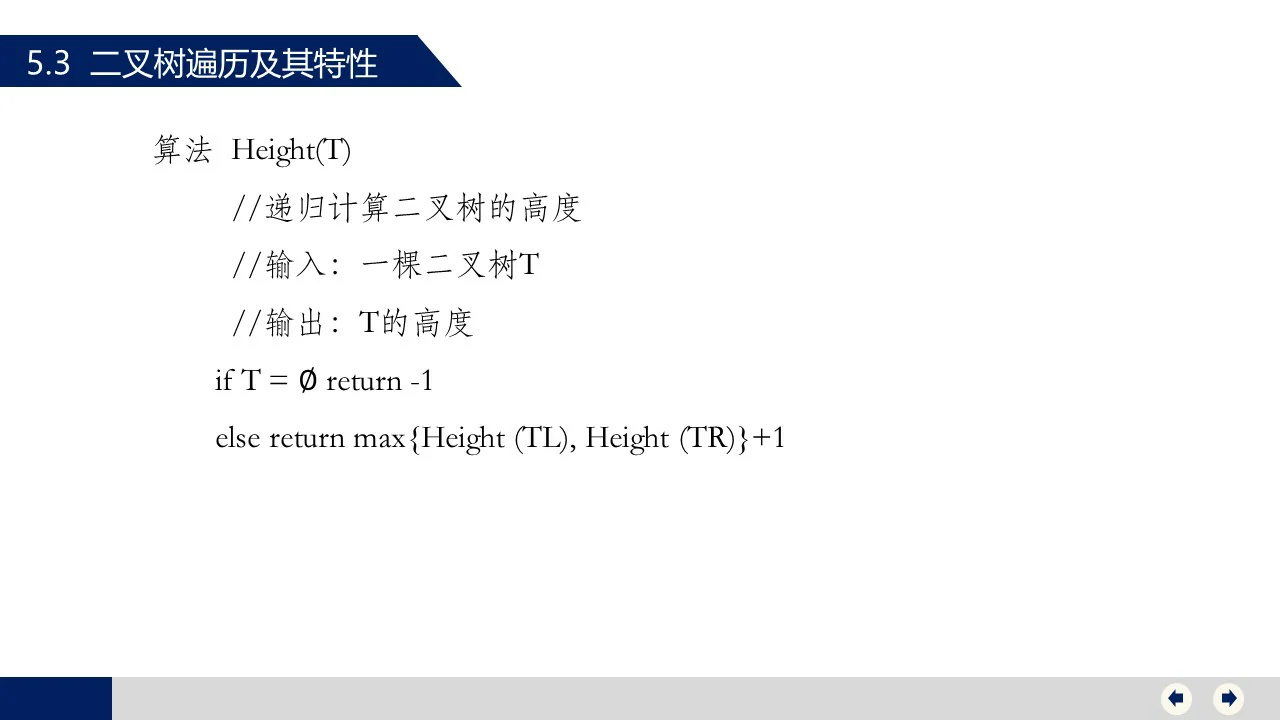 5.3 二叉树遍历及其特性
算法 Height(T)
//递归计算二叉树的高度
//输入：一棵二叉树T
//输出：T的高度
if T = ∅ return -1
else return max{Height (TL), Height (TR)}+1